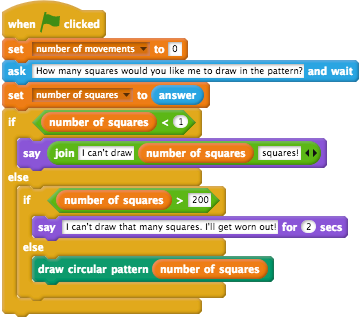 when clicked
set number of movements to 0
ask How many squares would you like me to draw in the pattern? and wait
set number of squares to answer
if number of squares < 1
say join I can't draw number of squares squares!
else
if number of squares > 200
say I can't draw that many squares. I'll get worn out! for 2 secs
else
draw circular pattern number of squares